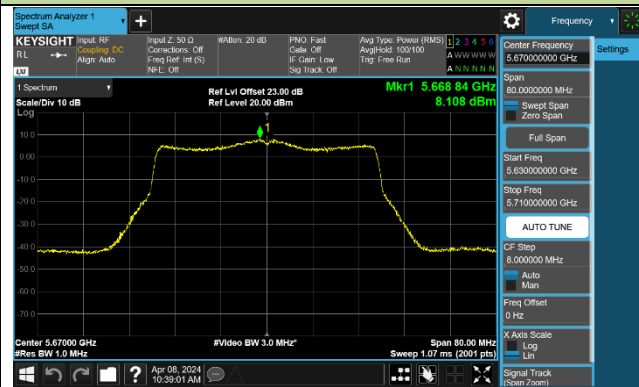 Spectrum Analyzer 1
Swept SA
Frequency
KEYSIGHT
RL
LXI
Input: RF
Coupling: DC
Align: Auto
Input Z: 50 Ω
Corrections: Off
Freq Ref: Int (S)
NFE: Off
#Atten: 20 dB
PNO: Fast
Gate: Off
IF Gain: Low
Sig Track: Off
Avg Type: Power (RMS)
Avg|Hold: 100/100
Trig: Free Run
1 2 3 4 5 6
A W W W W W
A N N N N N
1 Spectrum
Scale/Div 10 dB
Log
Ref Lvl Offset 23.00 dB
Ref Level 20.00 dBm
Mkr1 5.668 84 GHz
8.108 dBm
1
10.0
0.00
-10.0
-20.0
-30.0
-40.0
-50.0
-60.0
-70.0
Center 5.67000 GHz
#Res BW 1.0 MHz
#Video BW 3.0 MHz*
Span 80.00 MHz
Sweep 1.07 ms (2001 pts)
Apr 08, 2024
10:39:01 AM
Center Frequency
5.670000000 GHz
Settings
Span
80.0000000 MHz
Swept Span
Zero Span
Full Span
Start Freq
5.630000000 GHz
Stop Freq
5.710000000 GHz
AUTO TUNE
CF Step
8.000000 MHz
Auto
Man
Freq Offset
0 Hz
X Axis Scale
Log
Lin
Signal Track
(Span Zoom)